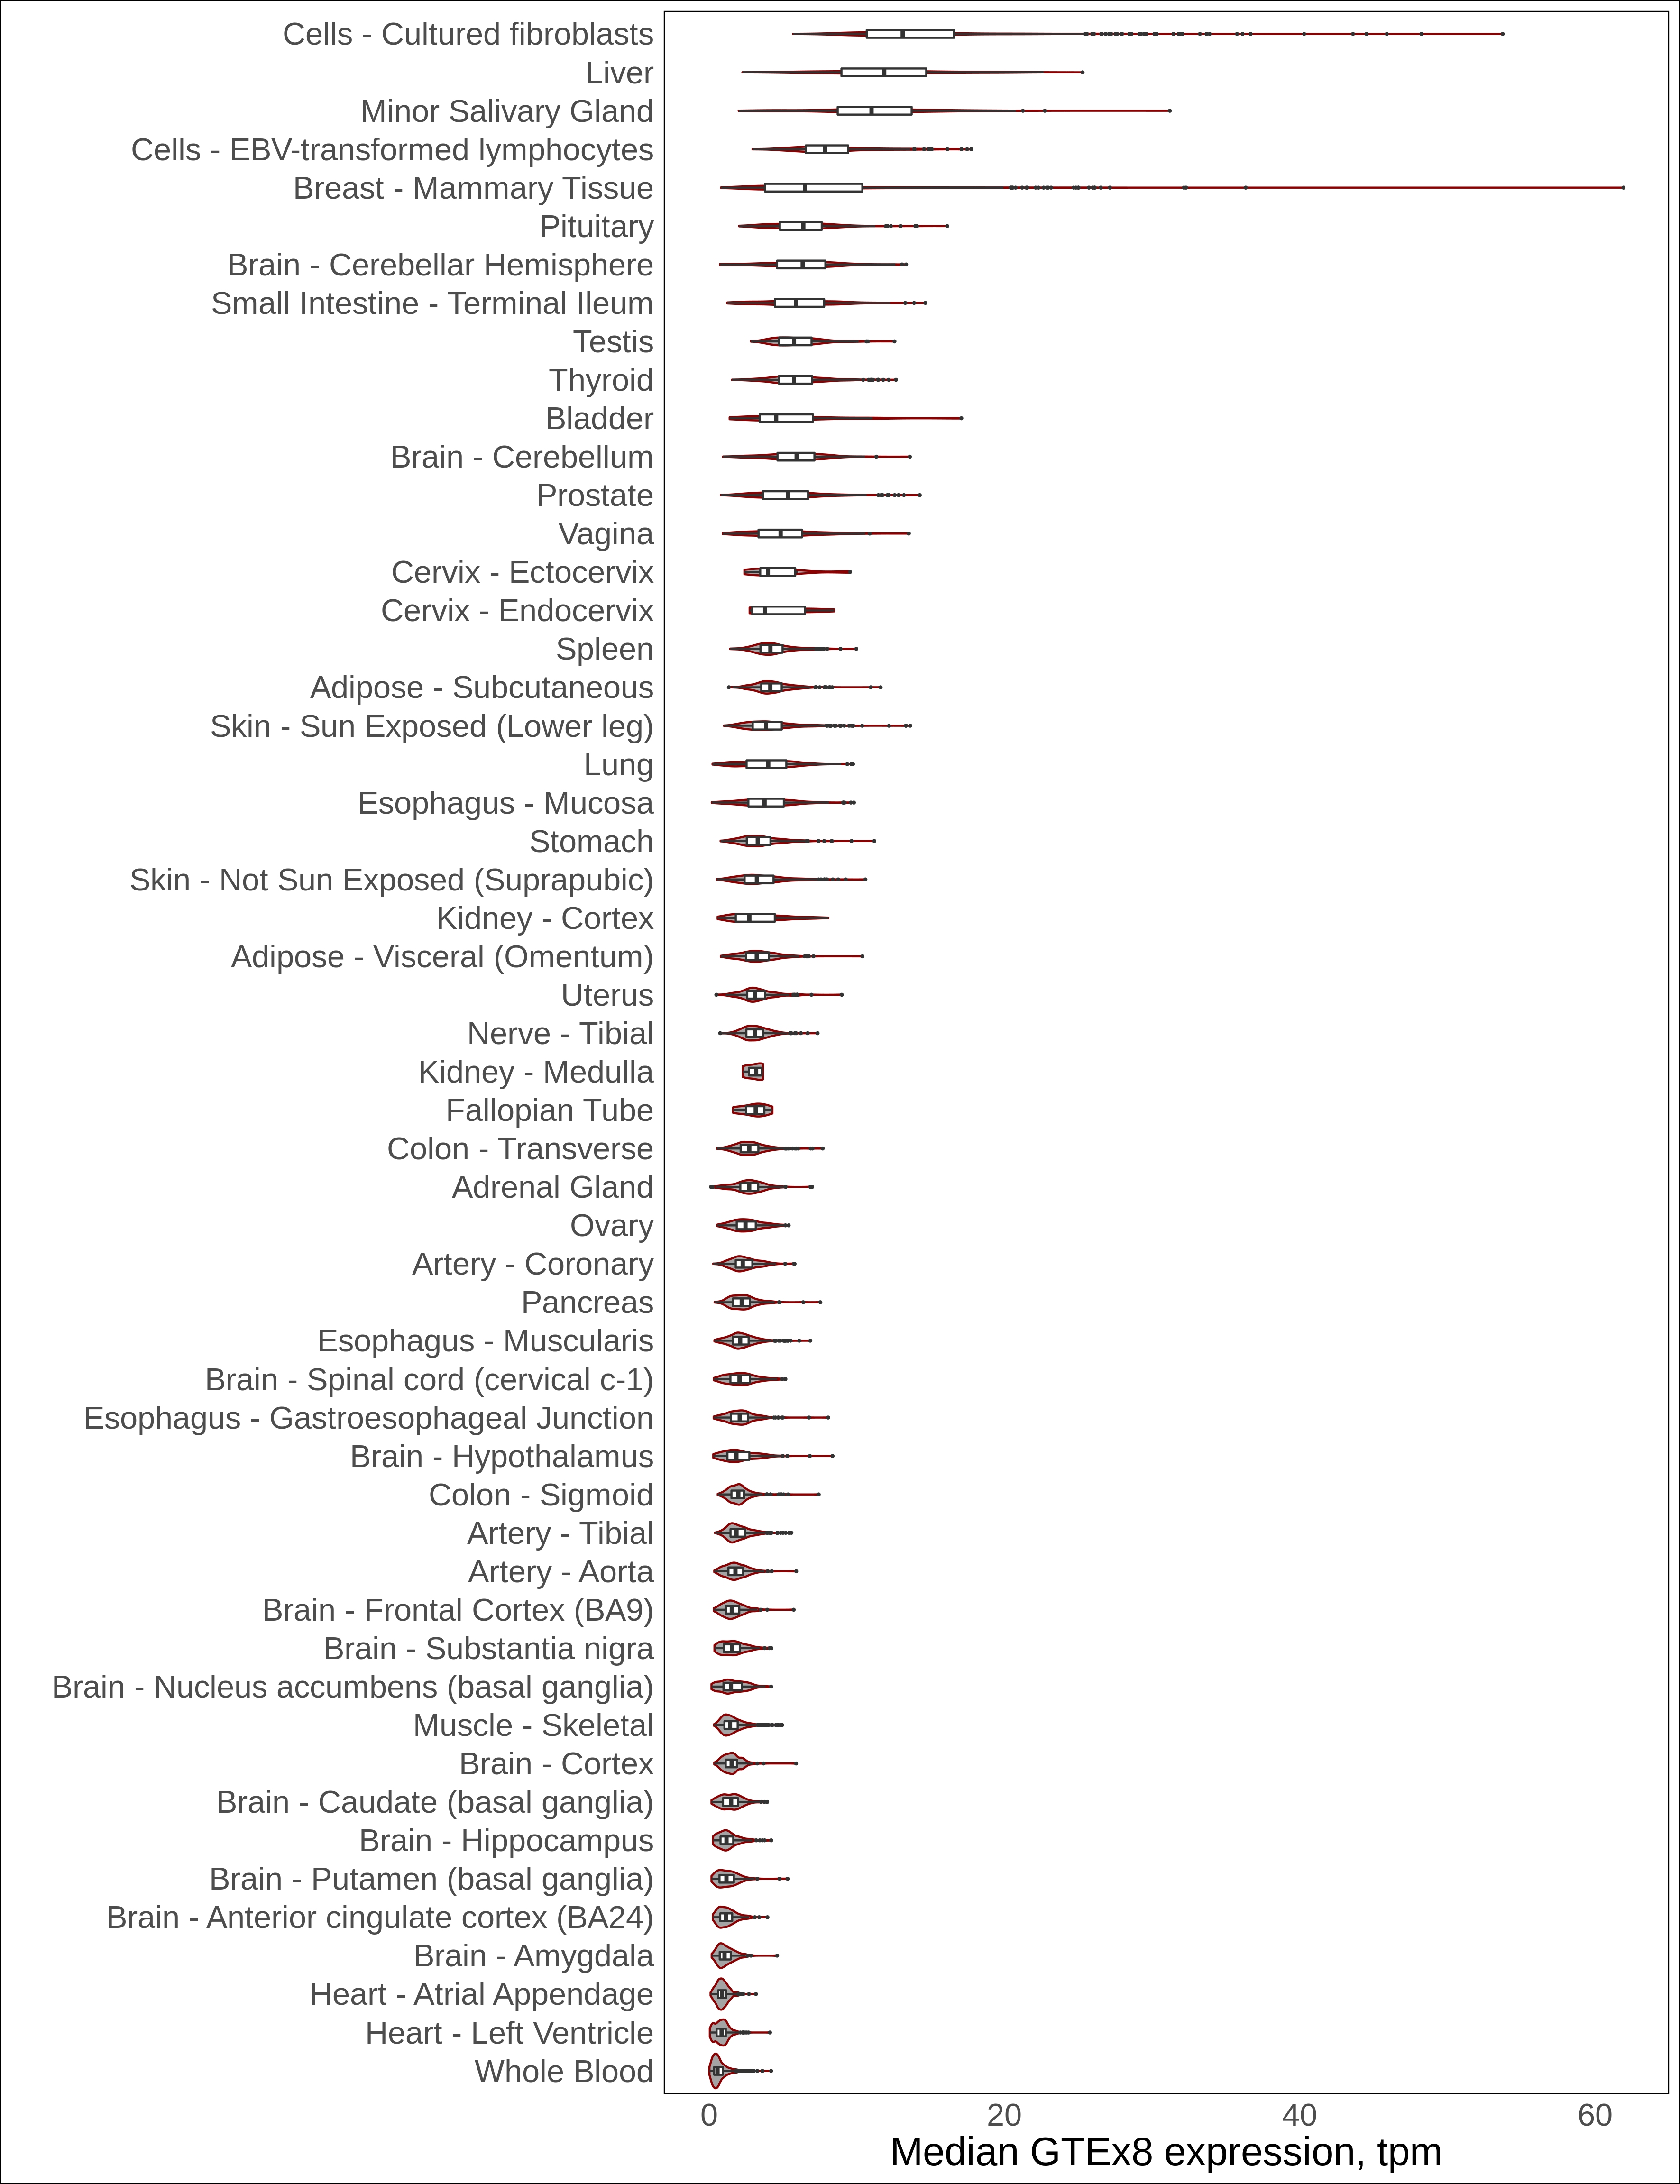 Cells - Cultured fibroblasts
Liver
Minor Salivary Gland
Cells - EBV-transformed lymphocytes
Breast - Mammary Tissue
Pituitary
Brain - Cerebellar Hemisphere
Small Intestine - Terminal Ileum
Testis
Thyroid
Bladder
Brain - Cerebellum
Prostate
Vagina
Cervix - Ectocervix
Cervix - Endocervix
Spleen
Adipose - Subcutaneous
Skin - Sun Exposed (Lower leg)
Lung
Esophagus - Mucosa
Stomach
Skin - Not Sun Exposed (Suprapubic)
Kidney - Cortex
Adipose - Visceral (Omentum)
Uterus
Nerve - Tibial
Kidney - Medulla
Fallopian Tube
Colon - Transverse
Adrenal Gland
Ovary
Artery - Coronary
Pancreas
Esophagus - Muscularis
Brain - Spinal cord (cervical c-1)
Esophagus - Gastroesophageal Junction
Brain - Hypothalamus
Colon - Sigmoid
Artery - Tibial
Artery - Aorta
Brain - Frontal Cortex (BA9)
Brain - Substantia nigra
Brain - Nucleus accumbens (basal ganglia)
Muscle - Skeletal
Brain - Cortex
Brain - Caudate (basal ganglia)
Brain - Hippocampus
Brain - Putamen (basal ganglia)
Brain - Anterior cingulate cortex (BA24)
Brain - Amygdala
Heart - Atrial Appendage
Heart - Left Ventricle
Whole Blood
0 20 40 60
Median GTEx8 expression, tpm